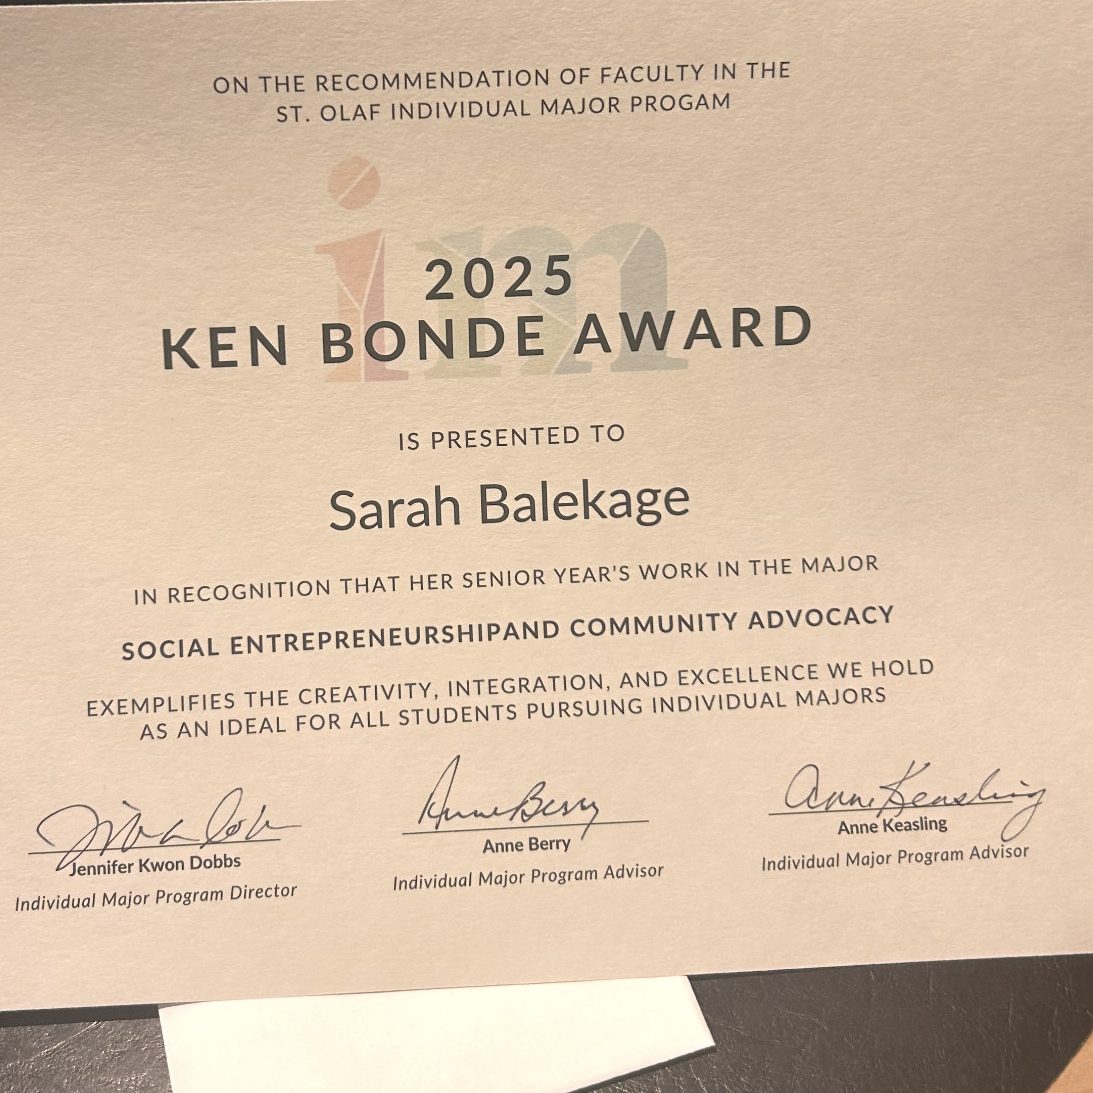 ON THE RECOMMENDATION OF FACULTY IN THE
ST. OLAF INDIVIDUAL MAJOR PROGAM
im
2025
KEN BONDE AWARD
IS PRESENTED TO
Sarah Balekage
IN RECOGNITION THAT HER SENIOR YEAR'S WORK IN THE MAJOR
SOCIAL ENTREPRENEURSHIPAND COMMUNITY ADVOCACY
EXEMPLIFIES THE CREATIVITY, INTEGRATION, AND EXCELLENCE WE HOLD
AS AN IDEAL FOR ALL STUDENTS PURSUING INDIVIDUAL MAJORS
Anne Berry
Anne Keasling
Jennifer Kwon Dobbs
Individual Major Program Director
Anne Berry
Individual Major Program Advisor
Anne Keasling
Individual Major Program Advisor